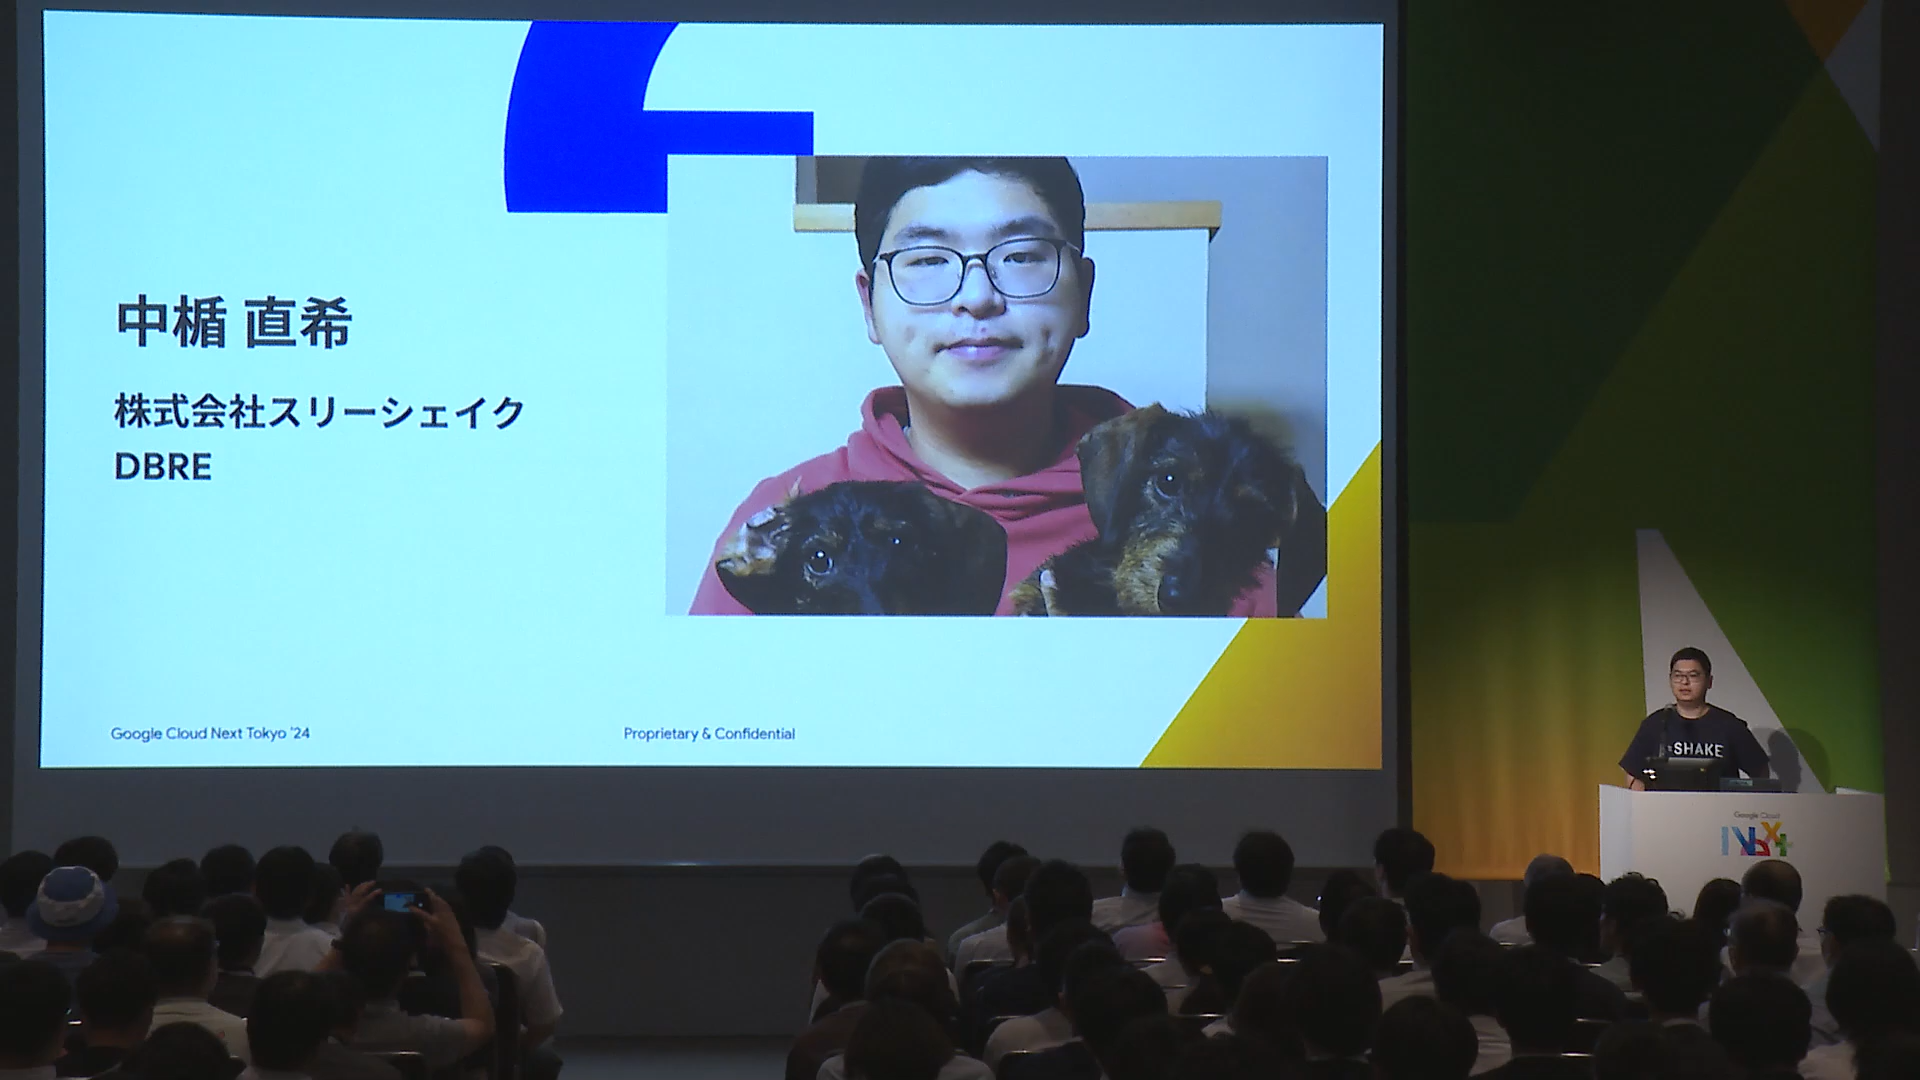 中楯 直希
株式会社スリーシェイク
DBRE
Google Cloud Next Tokyo '24
Proprietary & Confidential
SHAKE
Google Cloud
Next